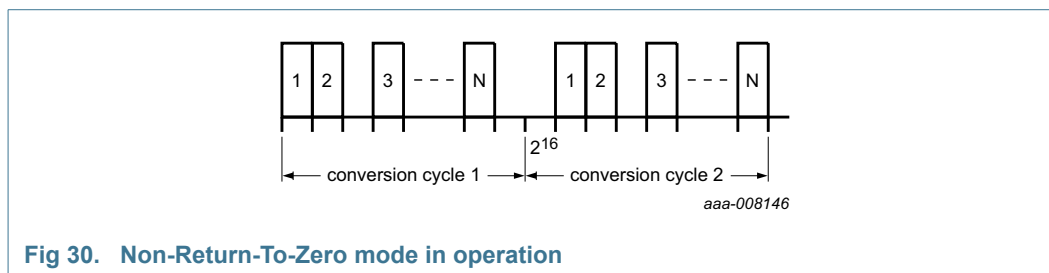 1 2 3 N 1 2 3 N
2^16
conversion cycle 1 conversion cycle 2
aaa-008146
Fig 30. Non-Return-To-Zero mode in operation